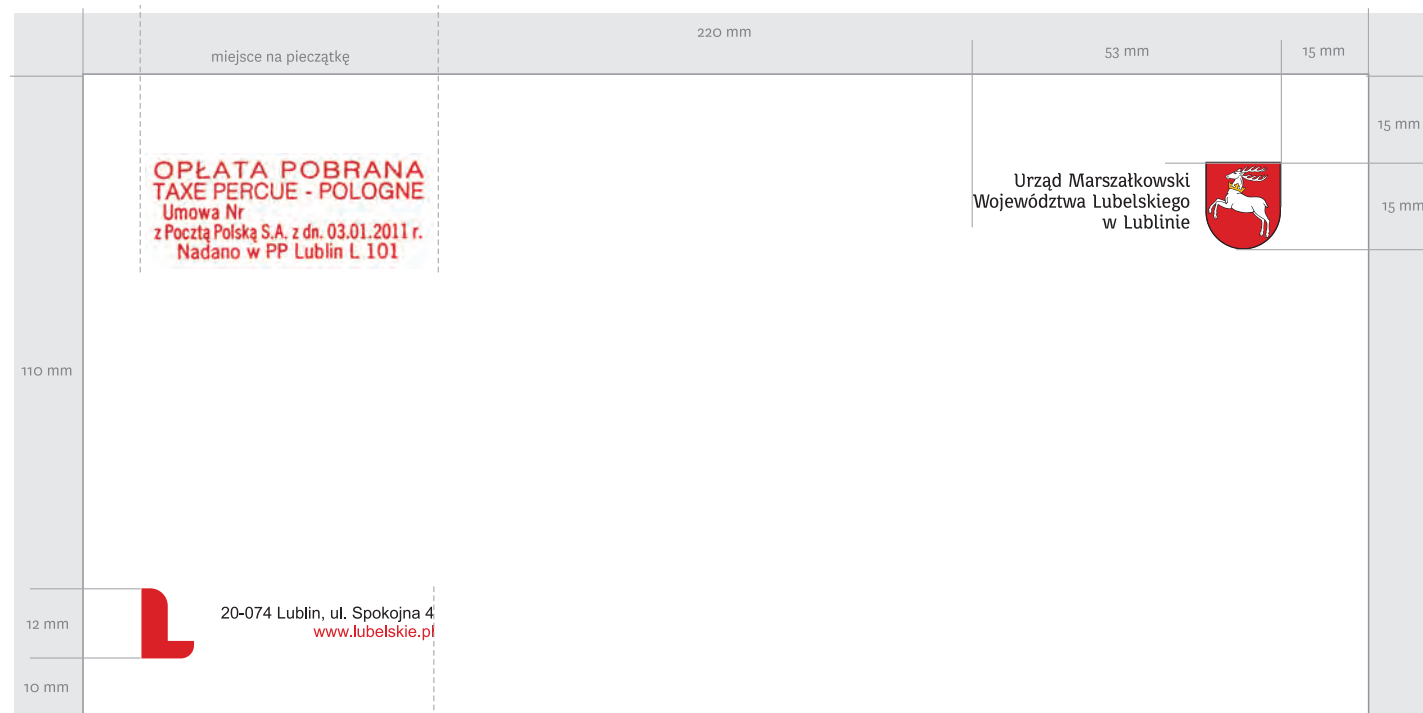 220 mm
miejsce na pieczątkę
53 mm
15 mm
15 mm
OPŁATA POBRANA
TAXE PERCUE - POLOGNE
Umowa Nr
z Pocztą Polską S.A. z dn. 03.01.2011 r.
Nadano w PP Lublin L 101
Urząd Marszałkowski
Województwa Lubelskiego
w Lublinie
15 mm
110 mm
12 mm
20-074 Lublin, ul. Spokojna 4
www.lubelskie.pl
10 mm